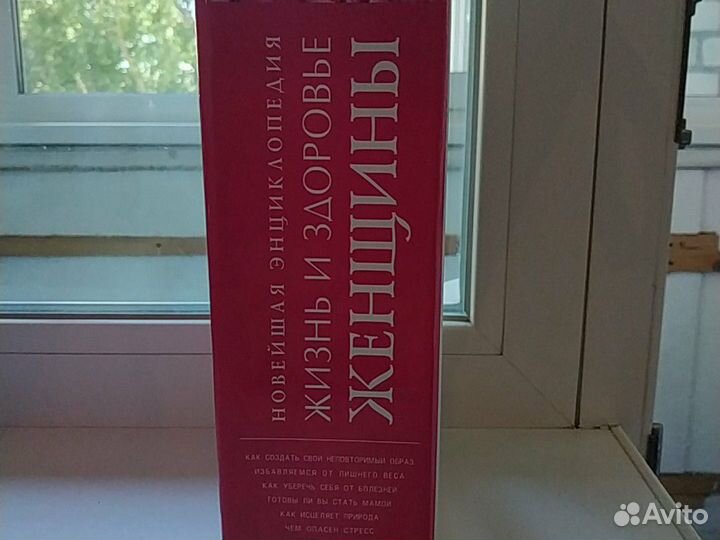 НОВЕЙШАЯ ЭНЦИКЛОПЕДИЯ
ЖИЗНЬ И ЗДОРОВЬЕ
ЖЕНЩИНЫ
КАК СОЗДАТЬ СВОЙ НЕПОВТОРИМЫЙ ОБРАЗ
ИЗБАВЛЯЕМСЯ ОТ ЛИШНЕГО ВЕСА
КАК УБЕРЕЧЬ СЕБЯ ОТ БОЛЕЗНЕЙ
ГОТОВЫ ЛИ ВЫ СТАТЬ МАМОЙ
КАК ИСЦЕЛЯЕТ ПРИРОДА
ЧЕМ ОПАСЕН СТРЕСС
Avito